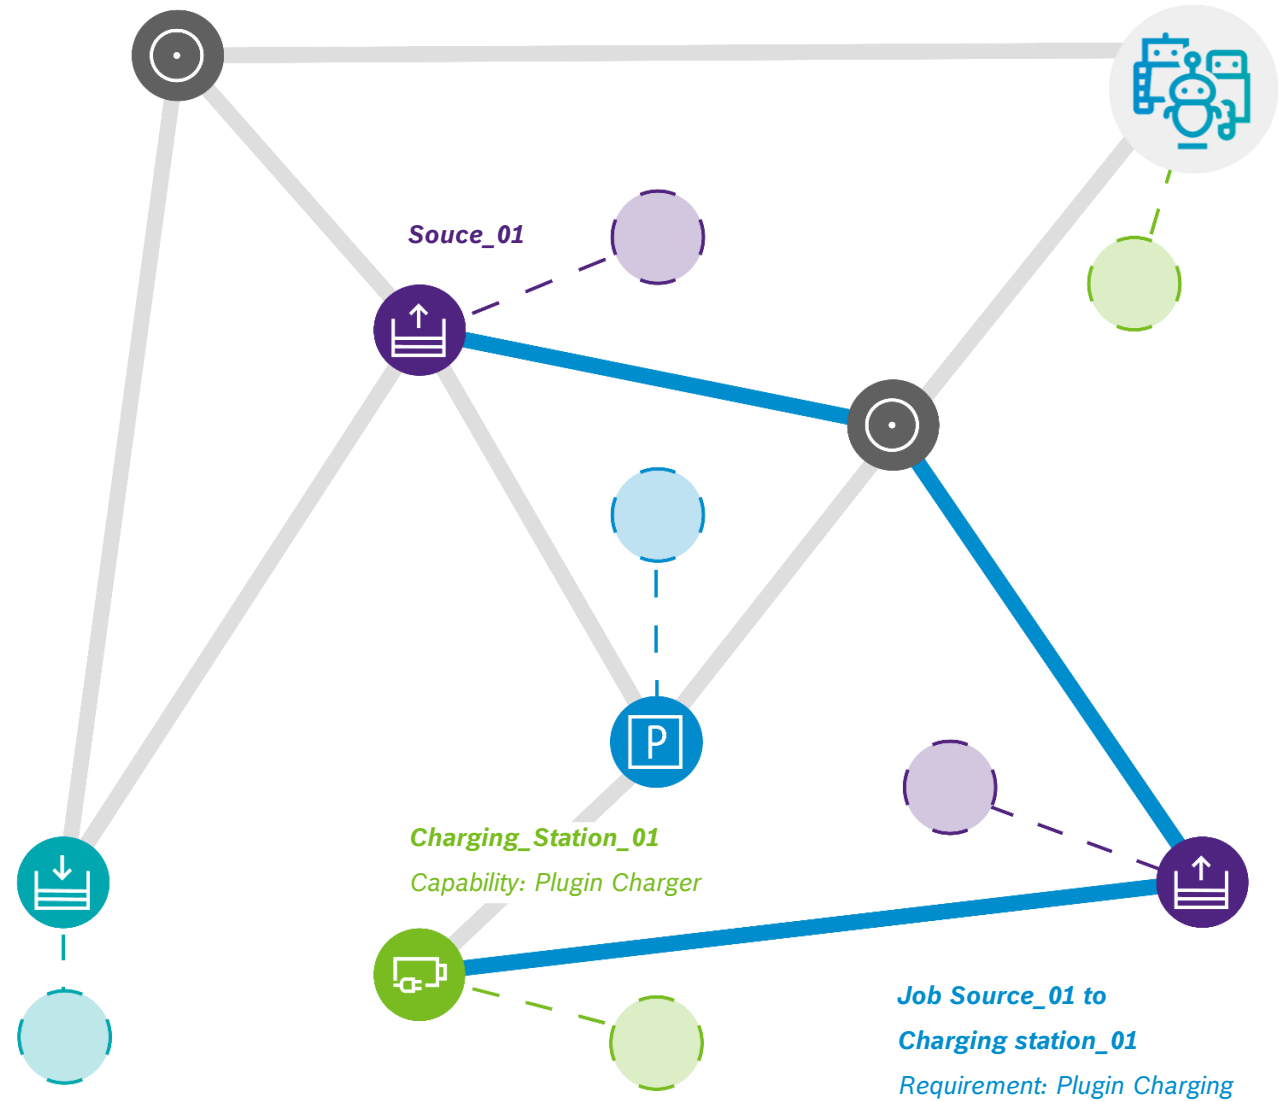 Souce_01
P
Charging_Station_01
Capability: Plugin Charger
Job Source_01 to
Charging station_01
Requirement: Plugin Charging